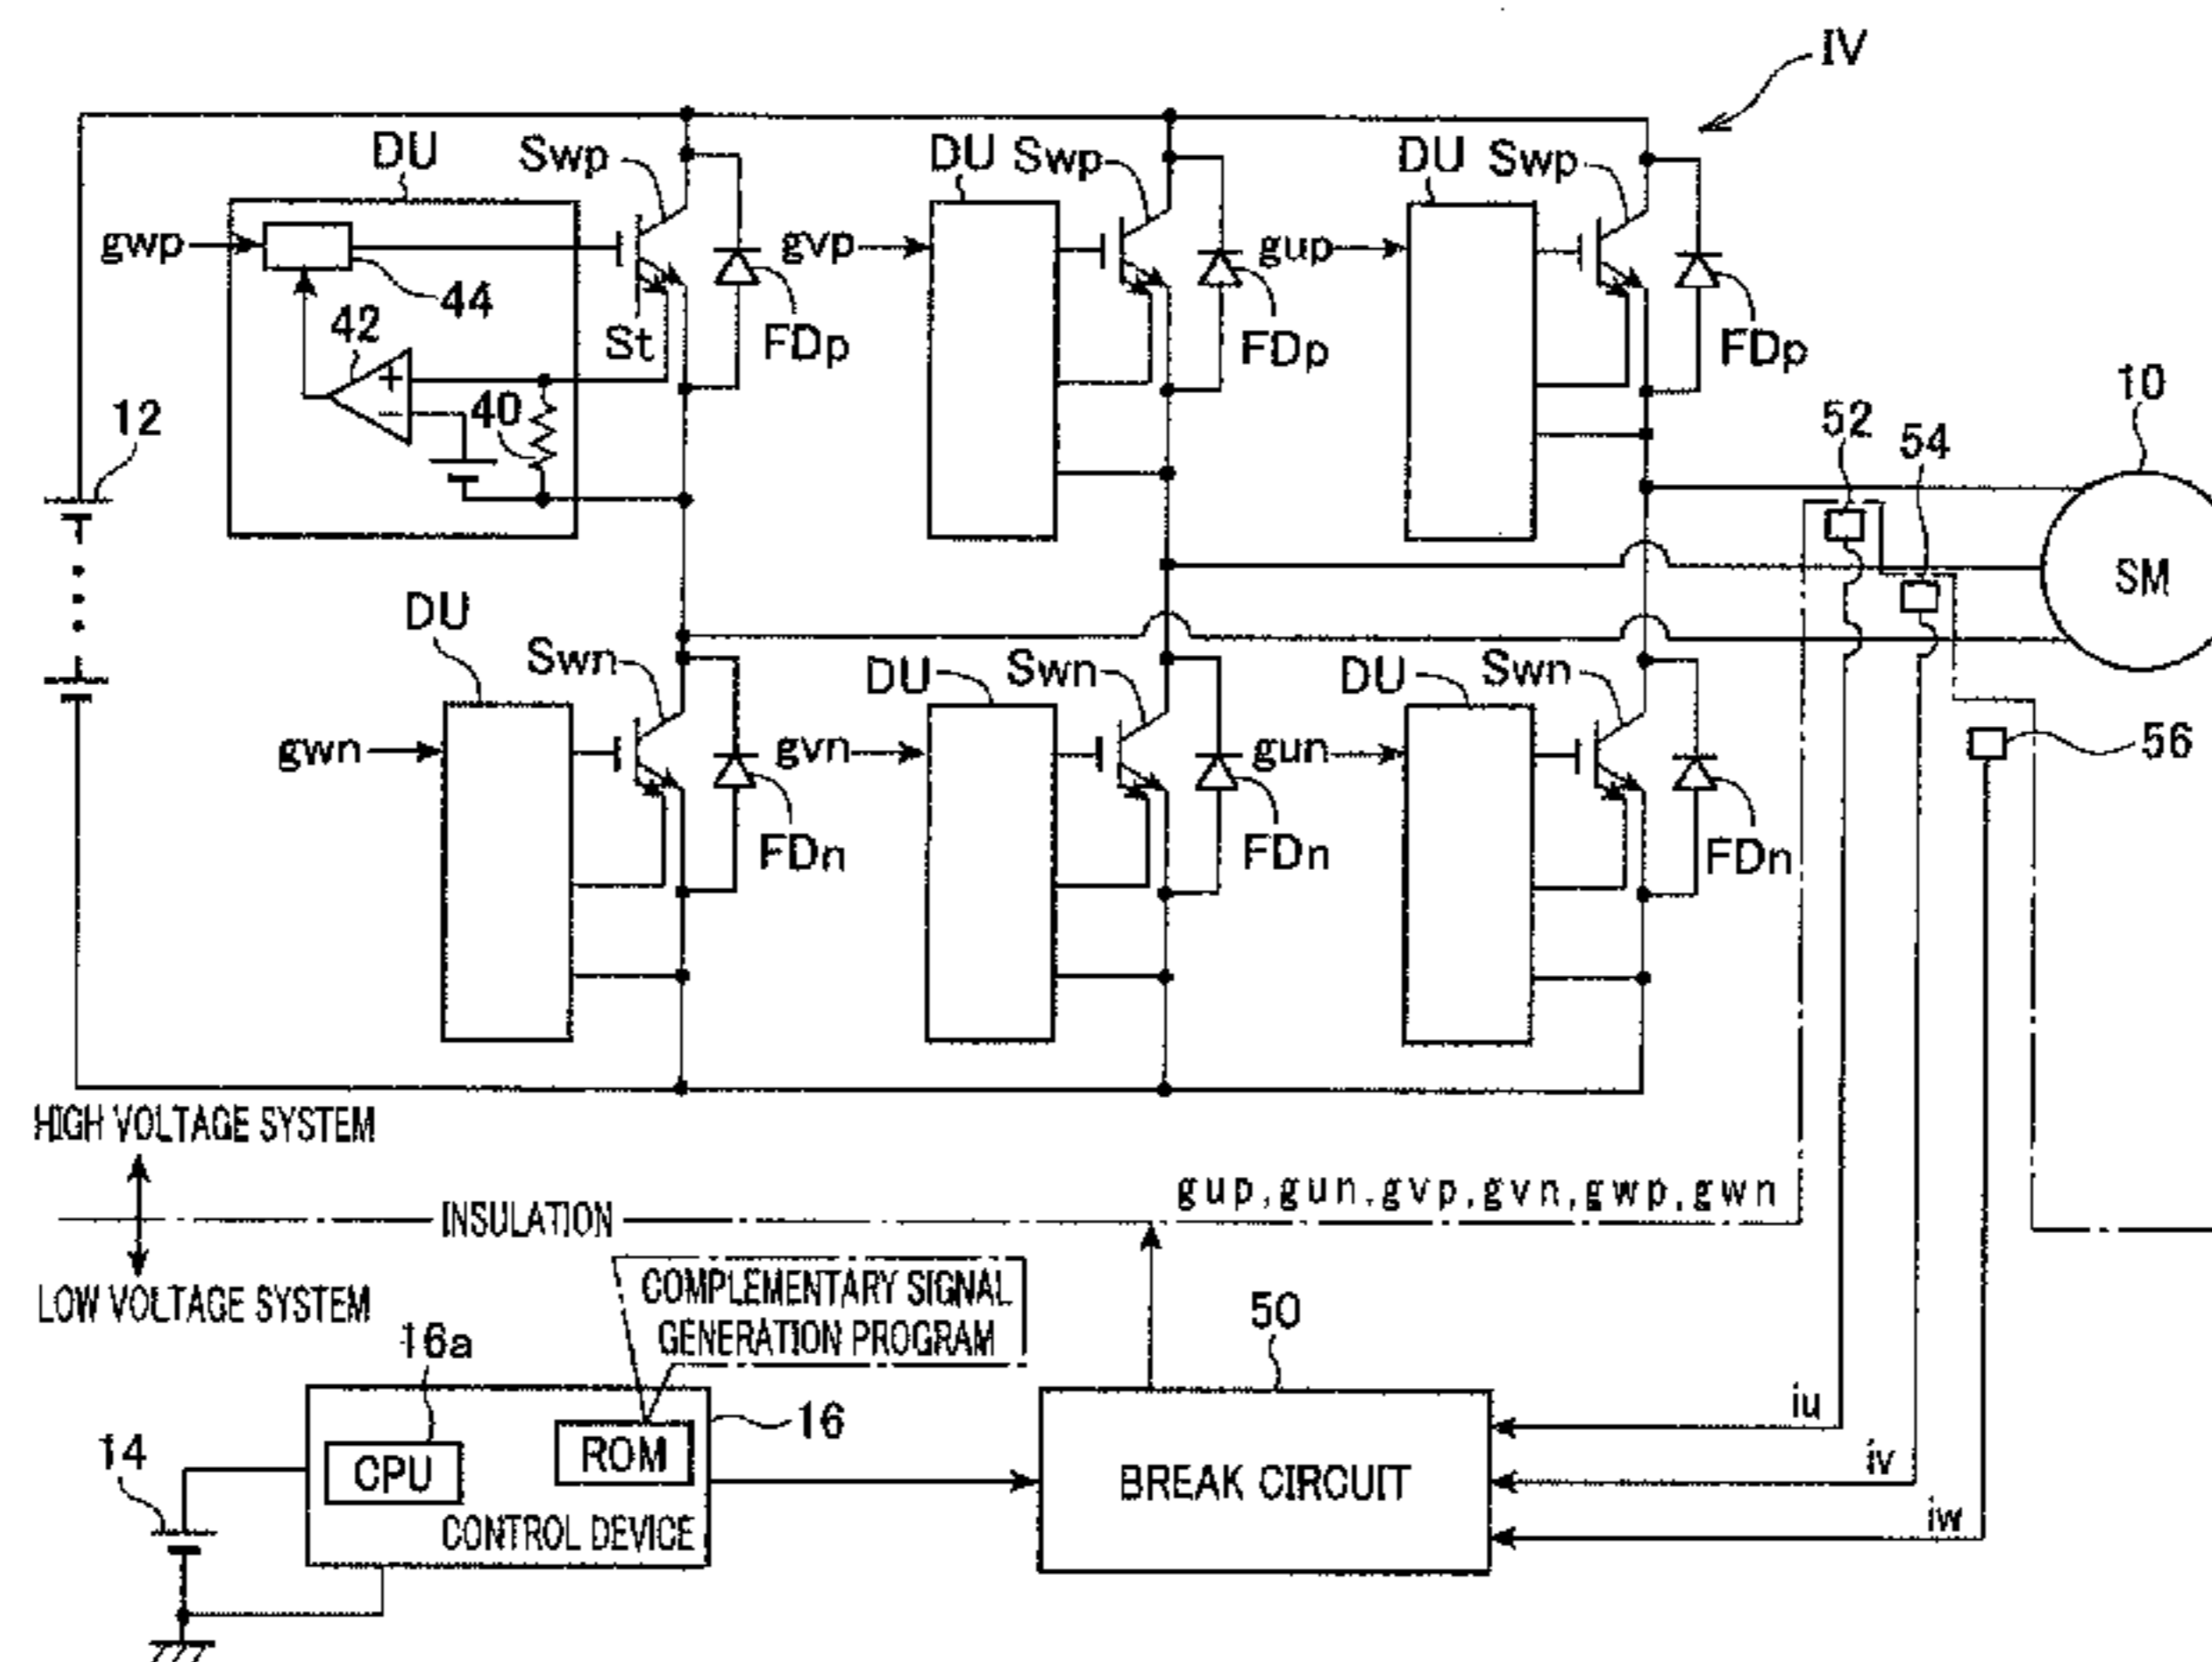 IV
DU
Swp
DU
Swp
DU
Swp
gwp
44
gvp
gup
42
St
FDp
FDp
FDp
+
−
40
12
10
52
54
SM
DU
Swn
DU
Swn
DU
Swn
gwn
gvn
gun
56
FDn
FDn
FDn
HIGH VOLTAGE SYSTEM
gup,gun,gvp,gvn,gwp,gwn
INSULATION
LOW VOLTAGE SYSTEM
COMPLEMENTARY SIGNAL
GENERATION PROGRAM
16a
50
16
iu
14
CPU
ROM
BREAK CIRCUIT
iv
CONTROL DEVICE
iw